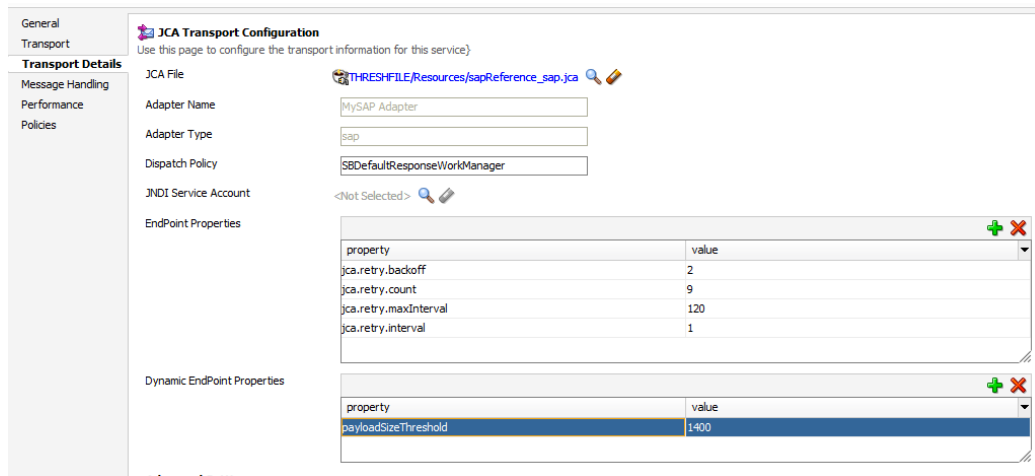 General
Transport
Transport Details
Message Handling
Performance
Policies
JCA Transport Configuration
Use this page to configure the transport information for this service}
JCA File
THRESHFILE/Resources/sapReference_sap.jca
Adapter Name
MySAP Adapter
Adapter Type
sap
Dispatch Policy
SBDefaultResponseWorkManager
JNDI Service Account
<Not Selected>
EndPoint Properties
property value
jca.retry.backoff 2
jca.retry.count 9
jca.retry.maxInterval 120
jca.retry.interval 1
Dynamic EndPoint Properties
property value
payloadSizeThreshold 1400